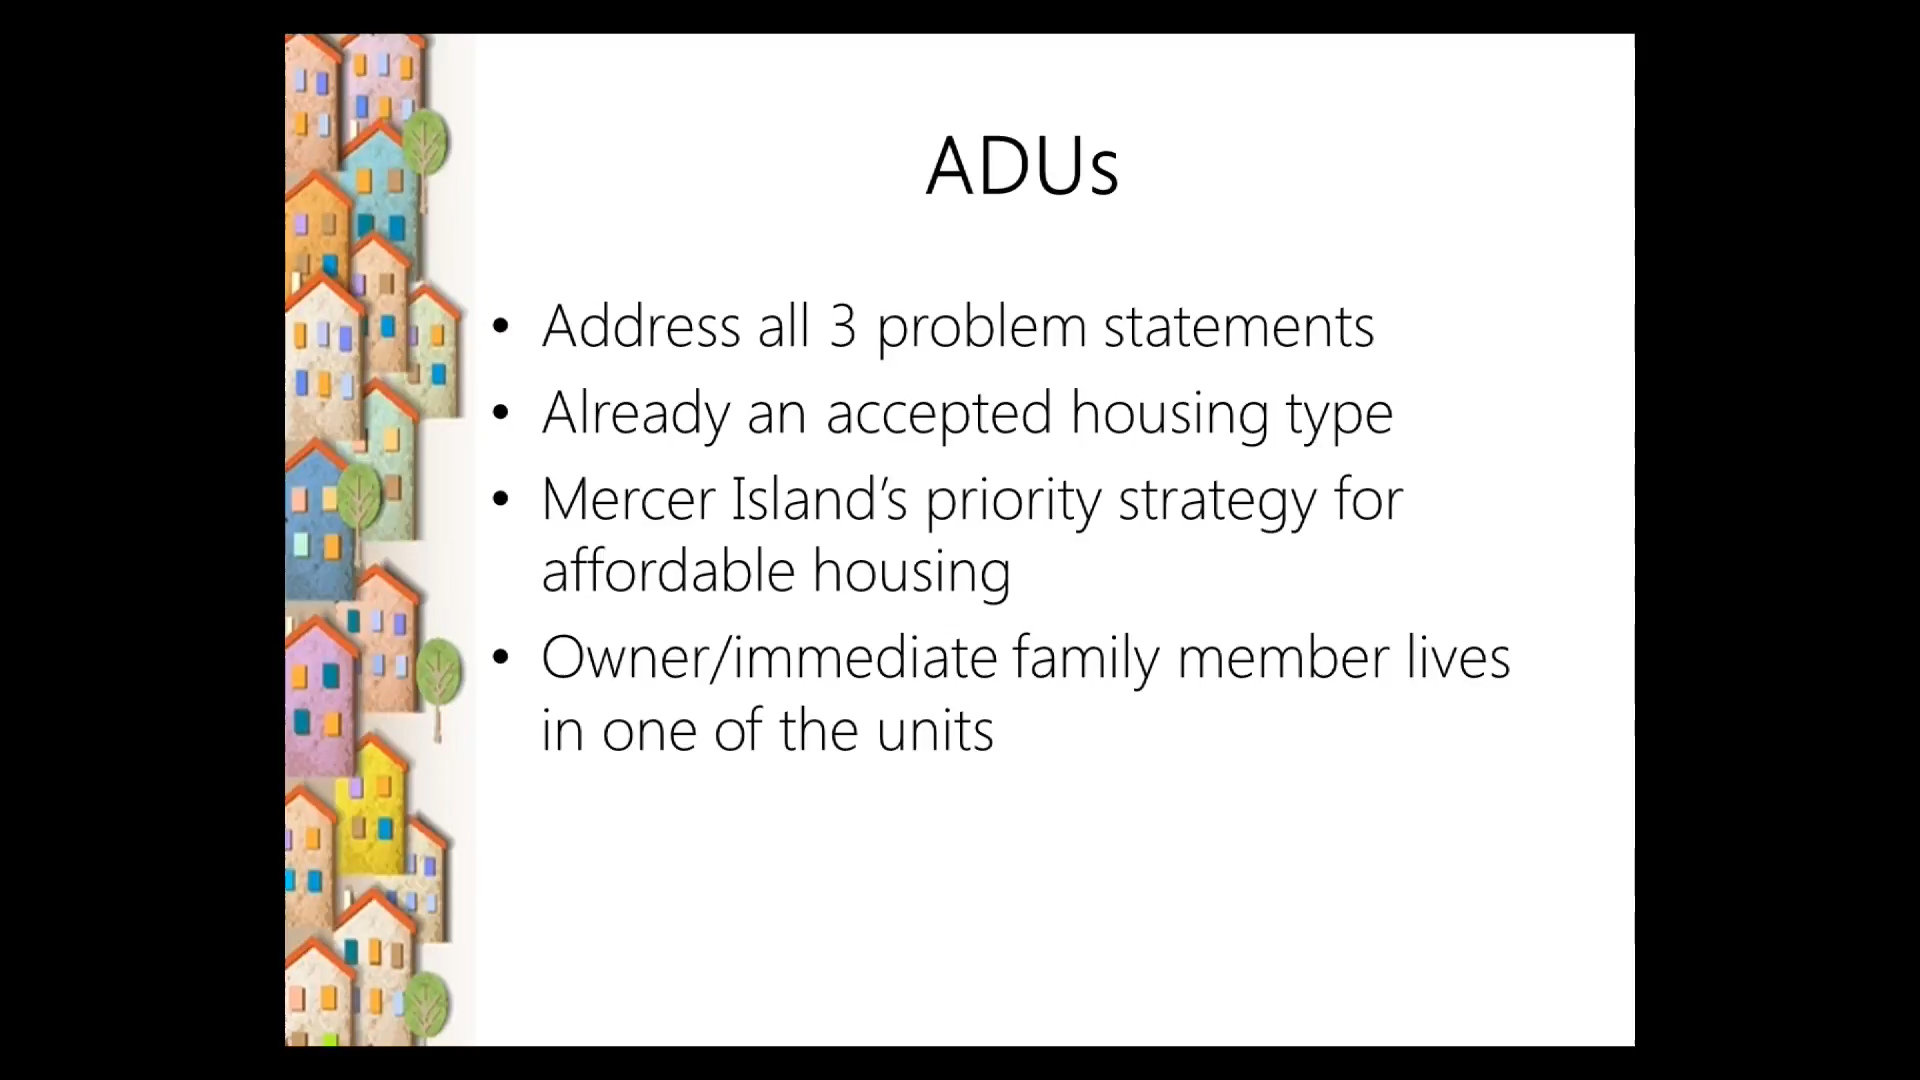 ADUs
• Address all 3 problem statements
• Already an accepted housing type
• Mercer Island’s priority strategy for
affordable housing
• Owner/immediate family member lives
in one of the units